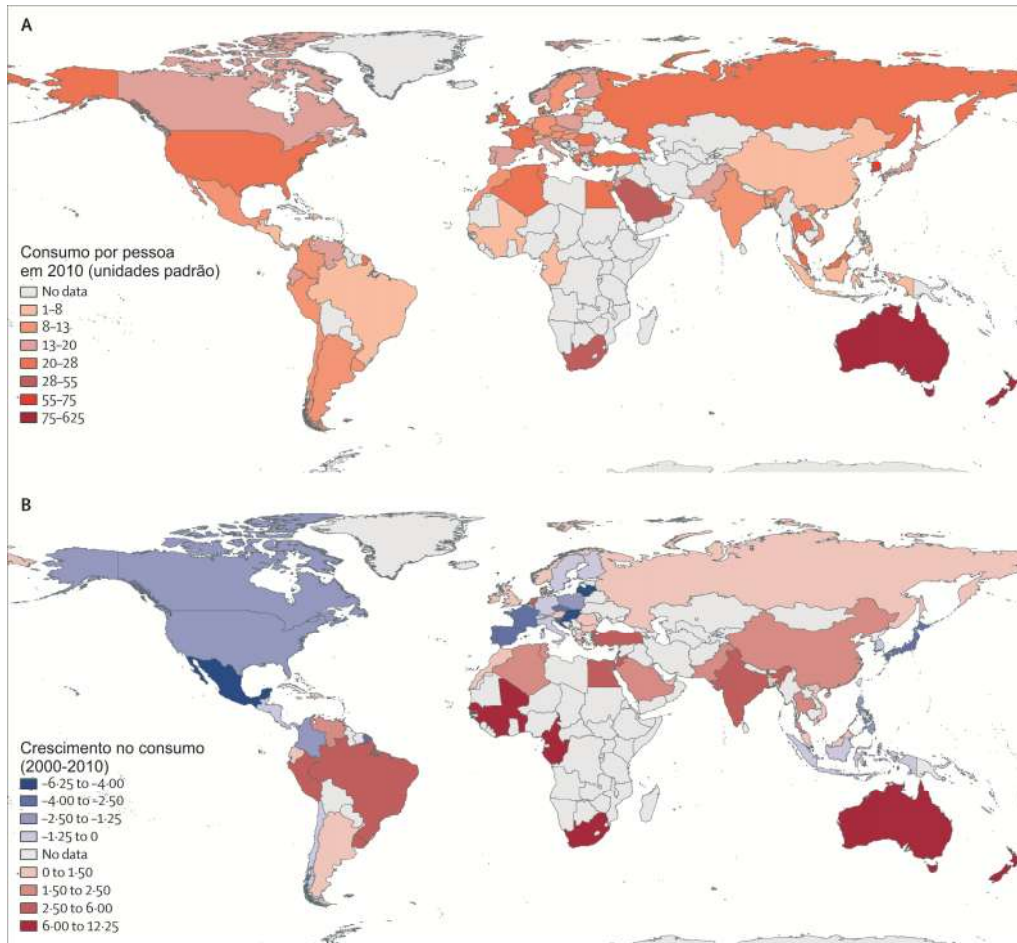 A
Consumo por pessoa
em 2010 (unidades padrão)
No data
1–8
8–13
13–20
20–28
28–55
55–75
75–625
B
Crescimento no consumo
(2000-2010)
–6·25 to –4·00
–4·00 to –2·50
–2·50 to –1·25
–1·25 to 0
No data
0 to 1·50
1·50 to 2·50
2·50 to 6·00
6·00 to 12·25